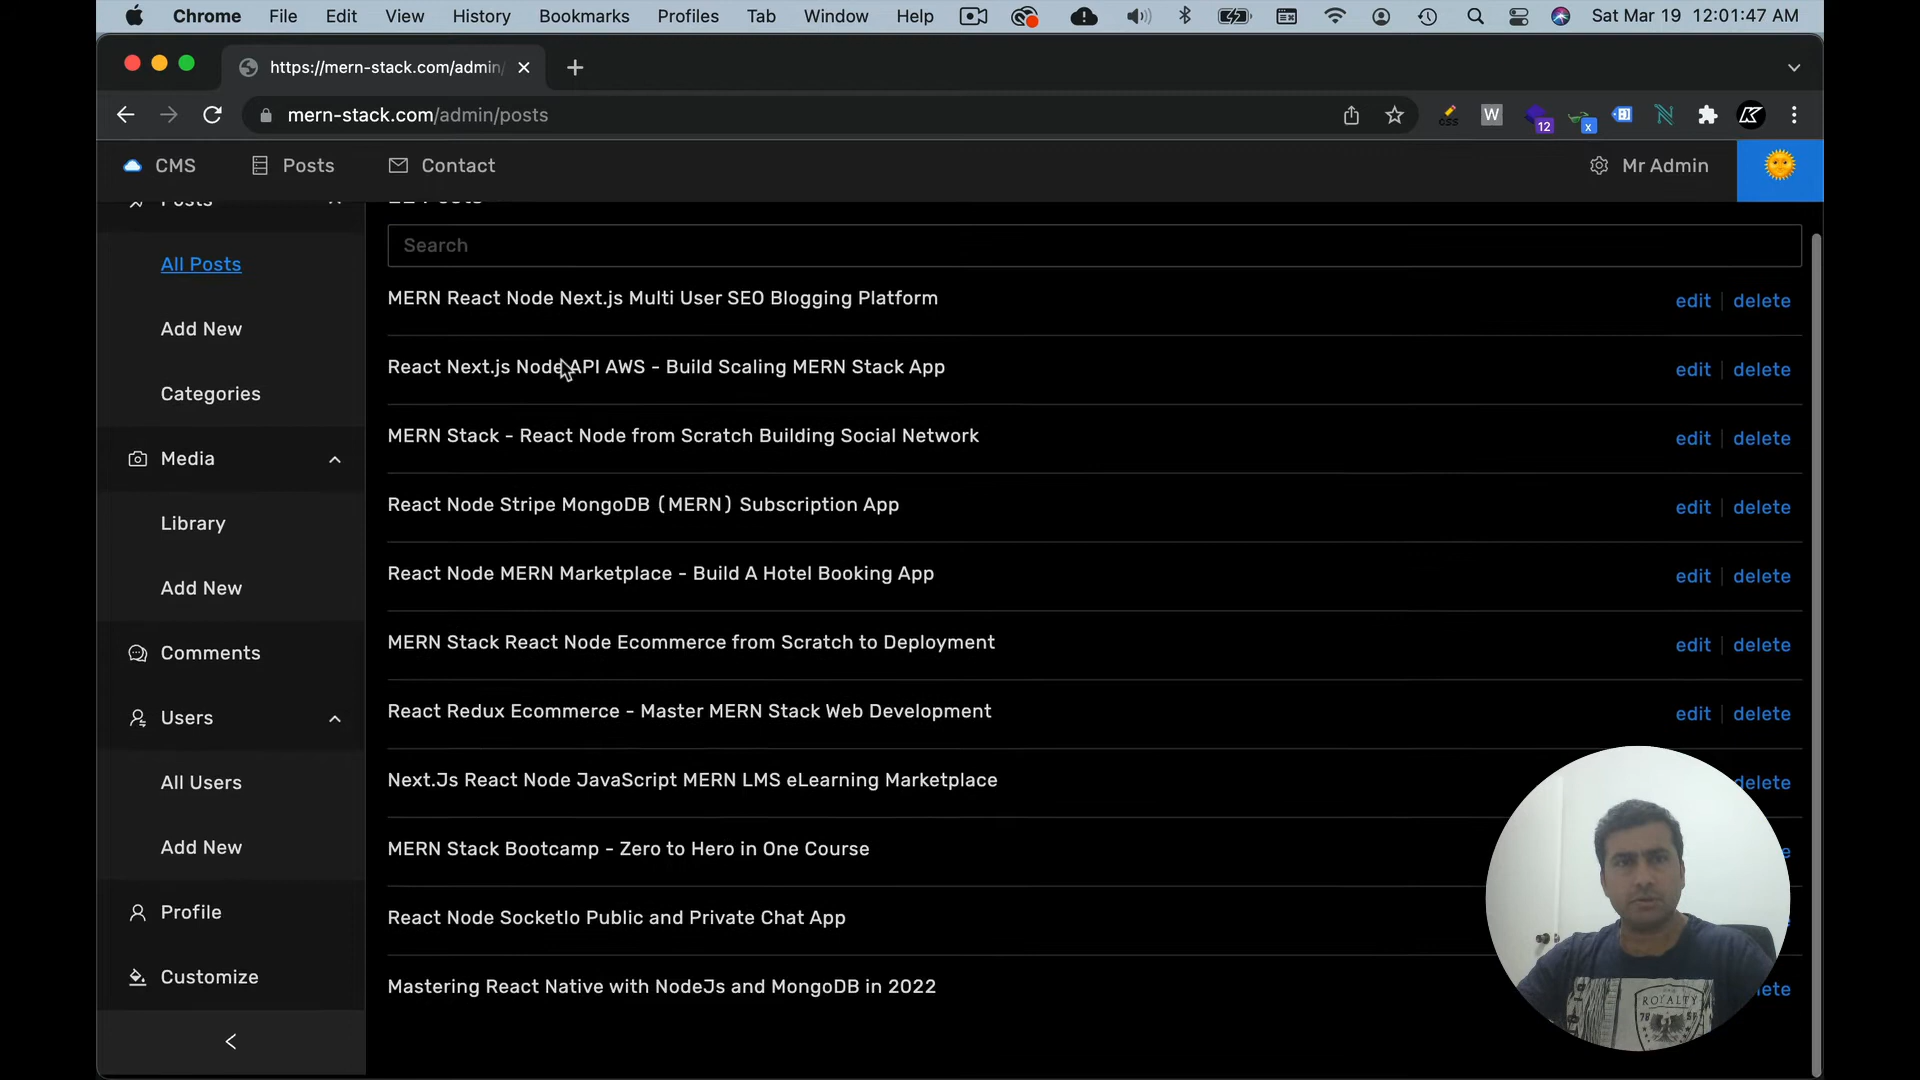 Chrome File Edit View History Bookmarks Profiles Tab Window Help Sat Mar 19 12:01:47 AM
https://mern-stack.com/admin/
mern-stack.com/admin/posts
W 12 x
CMS Posts Contact Mr Admin
Posts
Search
All Posts
MERN React Node Next.js Multi User SEO Blogging Platform edit | delete
Add New
React Next.js Node API AWS - Build Scaling MERN Stack App edit | delete
Categories
MERN Stack - React Node from Scratch Building Social Network edit | delete
Media
React Node Stripe MongoDB (MERN) Subscription App edit | delete
Library
React Node MERN Marketplace - Build A Hotel Booking App edit | delete
Add New
MERN Stack React Node Ecommerce from Scratch to Deployment edit | delete
Comments
React Redux Ecommerce - Master MERN Stack Web Development edit | delete
Users
Next.Js React Node JavaScript MERN LMS eLearning Marketplace delete
All Users
MERN Stack Bootcamp - Zero to Hero in One Course
Add New
React Node SocketIo Public and Private Chat App
Profile
Customize
Mastering React Native with NodeJs and MongoDB in 2022
ROYALTY